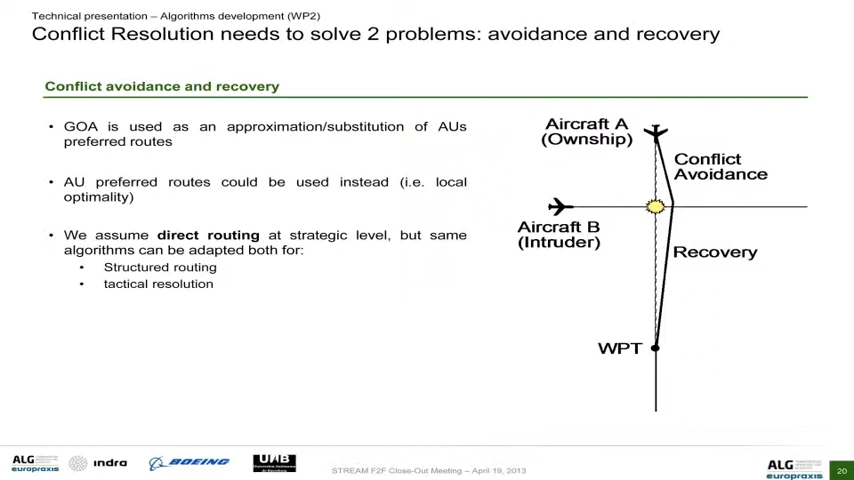 Technical presentation – Algorithms development (WP2)
Conflict Resolution needs to solve 2 problems: avoidance and recovery
Conflict avoidance and recovery
• GOA is used as an approximation/substitution of AUs
preferred routes
• AU preferred routes could be used instead (i.e. local
optimality)
• We assume direct routing at strategic level, but same
algorithms can be adapted both for:
• Structured routing
• tactical resolution
Aircraft A
(Ownship)
Conflict
Avoidance
Aircraft B
(Intruder)
Recovery
WPT
ALG
europraxis
indra
BOEING
UAB
STREAM F2F Close-Out Meeting – April 19, 2013
ALG
europraxis
20